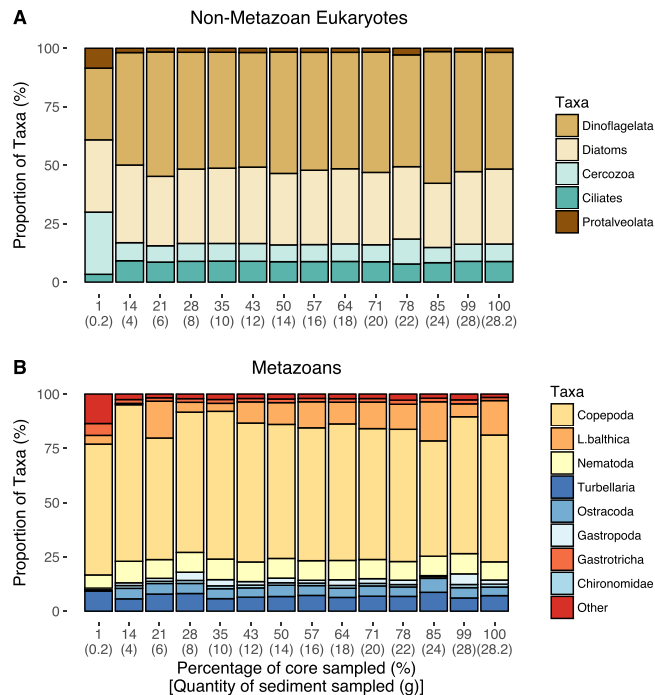 A
Non-Metazoan Eukaryotes
Proportion of Taxa (%)
100
75
50
25
0
1 14 21 28 35 43 50 57 64 71 78 85 99 100
(0.2) (4) (6) (8) (10) (12) (14) (16) (18) (20) (22) (24) (28) (28.2)
Taxa
Dinoflagelata
Diatoms
Cercozoa
Ciliates
Protalveolata
B
Metazoans
Proportion of Taxa (%)
100
75
50
25
0
1 14 21 28 35 43 50 57 64 71 78 85 99 100
(0.2) (4) (6) (8) (10) (12) (14) (16) (18) (20) (22) (24) (28) (28.2)
Percentage of core sampled (%)
[Quantity of sediment sampled (g)]
Taxa
Copepoda
L.balthica
Nematoda
Turbellaria
Ostracoda
Gastropoda
Gastrotricha
Chironomidae
Other